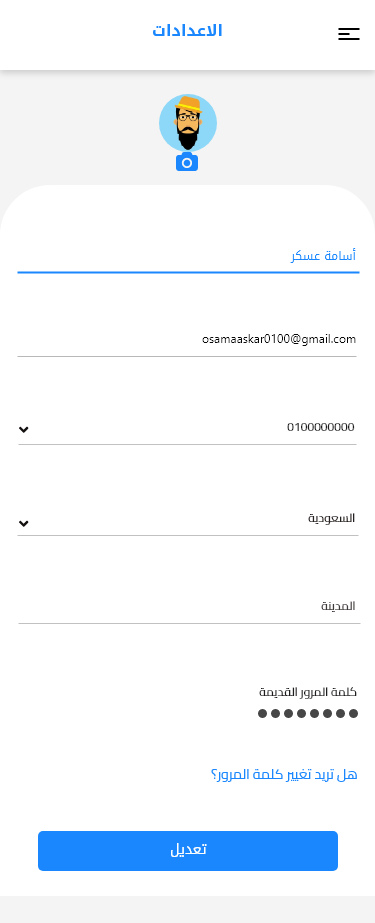 الاعدادات
أسامة عسكر
osamaaskar0100@gmail.com
0100000000
السعودية
المدينة
كلمة المرور القديمة
هل تريد تغيير كلمة المرور؟
تعديل